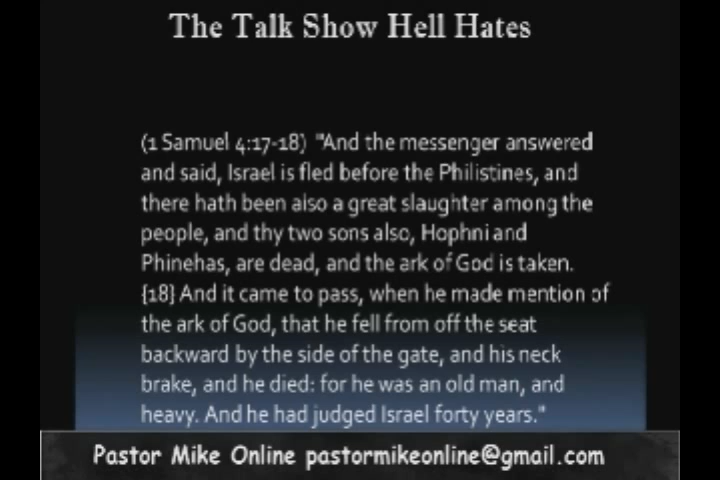 The Talk Show Hell Hates
(1 Samuel 4:17-18) "And the messenger answered
and said, Israel is fled before the Philistines, and
there hath been also a great slaughter among the
people, and thy two sons also, Hophni and
Phinehas, are dead, and the ark of God is taken.
{18} And it came to pass, when he made mention of
the ark of God, that he fell from off the seat
backward by the side of the gate, and his neck
brake, and he died: for he was an old man, and
heavy. And he had judged Israel forty years."
Pastor Mike Online pastormikeonline@gmail.com